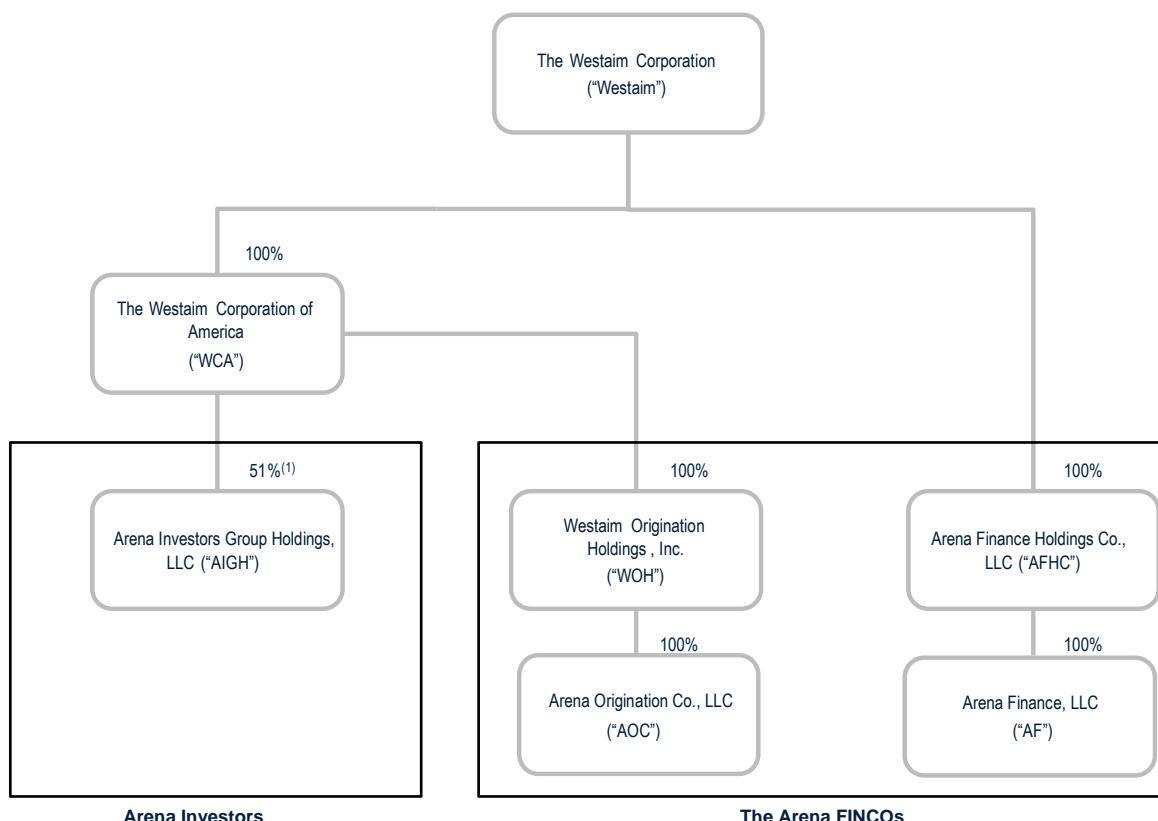 The Westaim Corporation
(“Westaim”)
100%
The Westaim Corporation of
America
(“WCA”)
51%(1)
100%
100%
Arena Investors Group Holdings,
LLC (“AIGH”)
Westaim Origination
Holdings , Inc.
(“WOH”)
Arena Finance Holdings Co.,
LLC (“AFHC”)
100%
100%
Arena Origination Co., LLC
(“AOC”)
Arena Finance, LLC
(“AF”)
Arena Investors
The Arena FINCOs